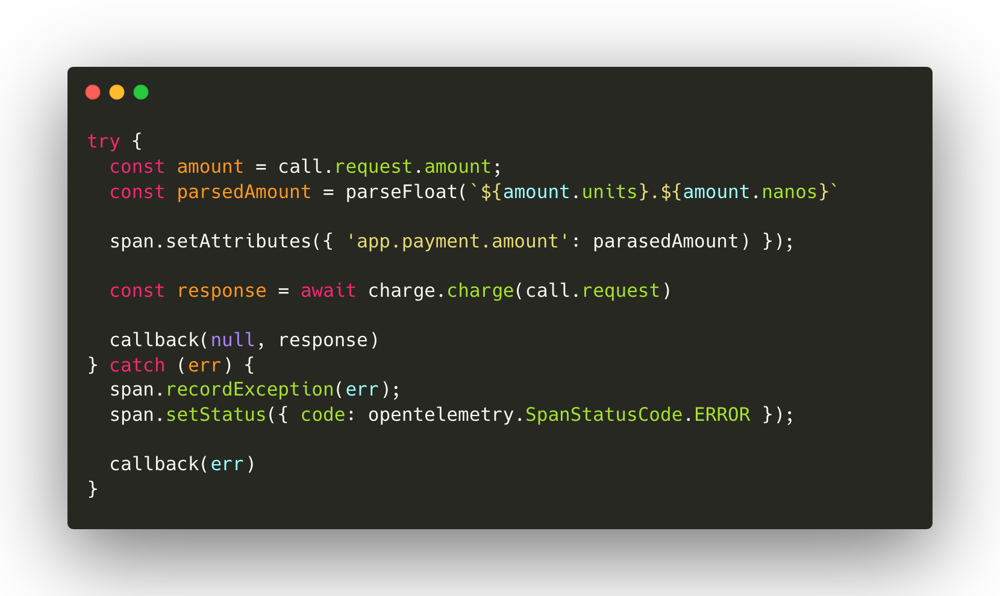 try {
  const amount = call.request.amount;
  const parsedAmount = parseFloat(`${amount.units}.${amount.nanos}`
  span.setAttributes({ 'app.payment.amount': parasedAmount) });
  const response = await charge.charge(call.request)
  callback(null, response)
} catch (err) {
  span.recordException(err);
  span.setStatus({ code: opentelemetry.SpanStatusCode.ERROR });
  callback(err)
}